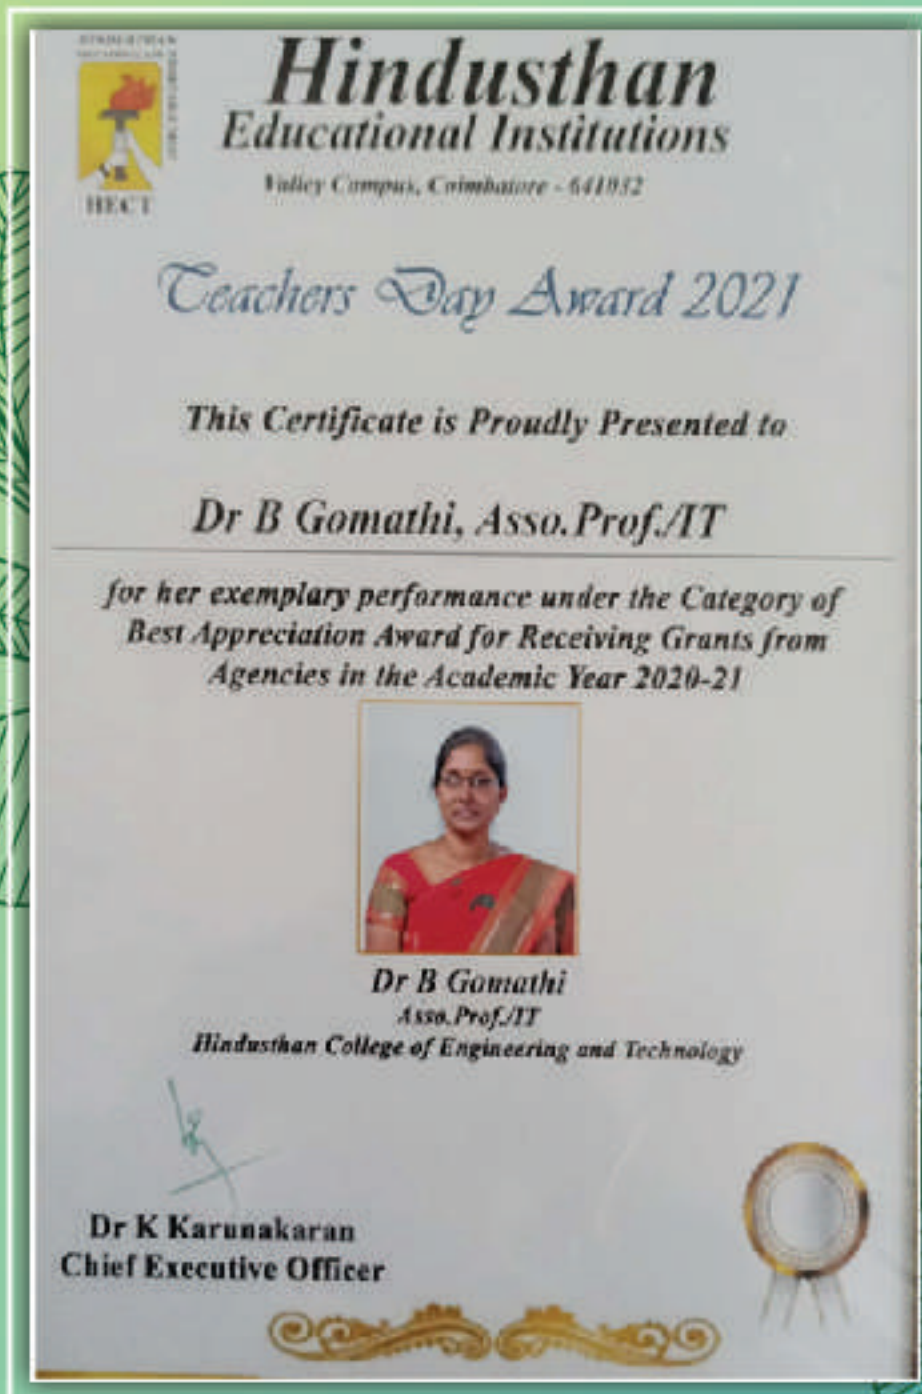 HECT
Hindusthan
Educational Institutions
Valley Campus, Coimbatore - 641032
Teachers Day Award 2021
This Certificate is Proudly Presented to
Dr B Gomathi, Asso.Prof./IT
for her exemplary performance under the Category of
Best Appreciation Award for Receiving Grants from
Agencies in the Academic Year 2020-21
Dr B Gomathi
Asso.Prof./IT
Hindusthan College of Engineering and Technology
Dr K Karunakaran
Chief Executive Officer